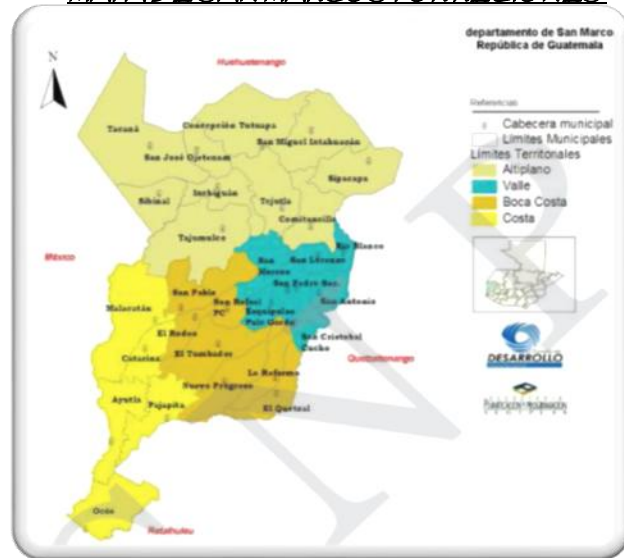 departamento de San Marco
República de Guatemala
N
Huehuetenango
Referencias
Cabecera municipal
Límites Municipales
Límites Territoriales
Altiplano
Valle
Boca Costa
Costa
Tacaná
Concepción Tutuapa
San Miguel Ixtahuacán
San José Ojetenam
Sipacapa
Ixchiguán
Sibinal
Tejutla
Comitancillo
Tajumulco
Río Blanco
México
San Marcos
San Lorenzo
San Pedro Sac.
San Pablo
San Rafael PC
San Antonio
Malacatán
Esquipulas Palo Gordo
El Rodeo
San Cristobal Cucho
DESARROLLO
Catarina
El Tumbador
Quetzaltenango
La Reforma
Nuevo Progreso
Ayutla
Pajapita
El Quetzal
Ocós
Retalhuleu